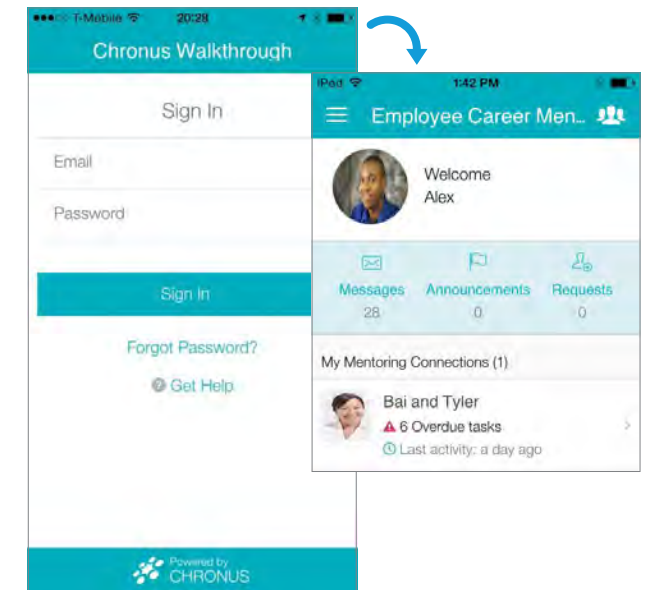 T-Mobile 20:28
Chronus Walkthrough
Sign In
Email
Password
Sign In
Forgot Password?
Get Help
Powered by
CHRONUS
iPod 1:42 PM
Employee Career Men...
Welcome
Alex
Messages Announcements Requests
28 0 0
My Mentoring Connections (1)
Bai and Tyler
6 Overdue tasks
Last activity: a day ago